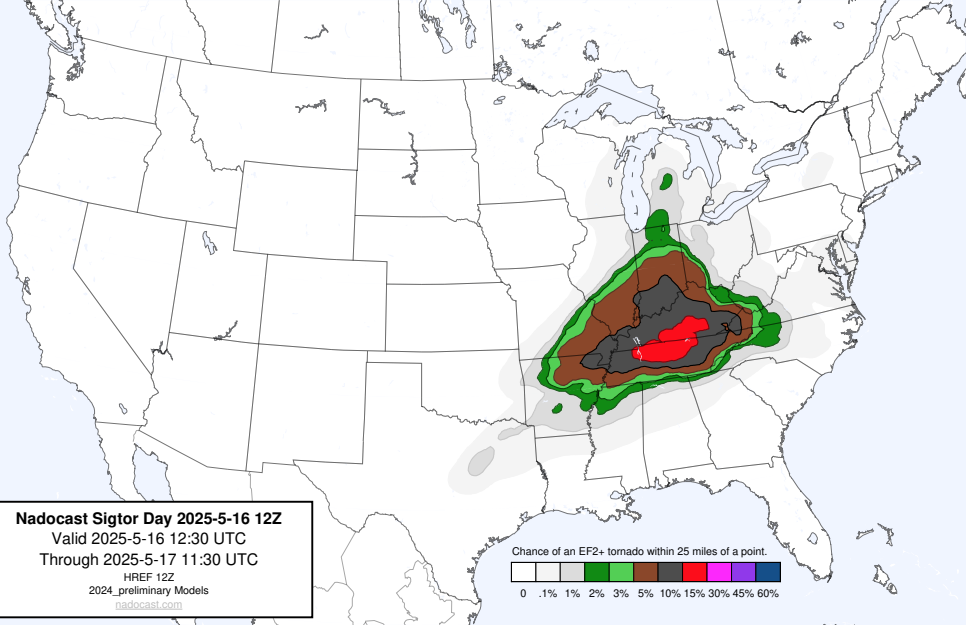 Nadocast Sigtor Day 2025-5-16 12Z
Valid 2025-5-16 12:30 UTC
Through 2025-5-17 11:30 UTC
HREF 12Z
2024_preliminary Models
nadocast.com
Chance of an EF2+ tornado within 25 miles of a point.
0 .1% 1% 2% 3% 5% 10% 15% 30% 45% 60%